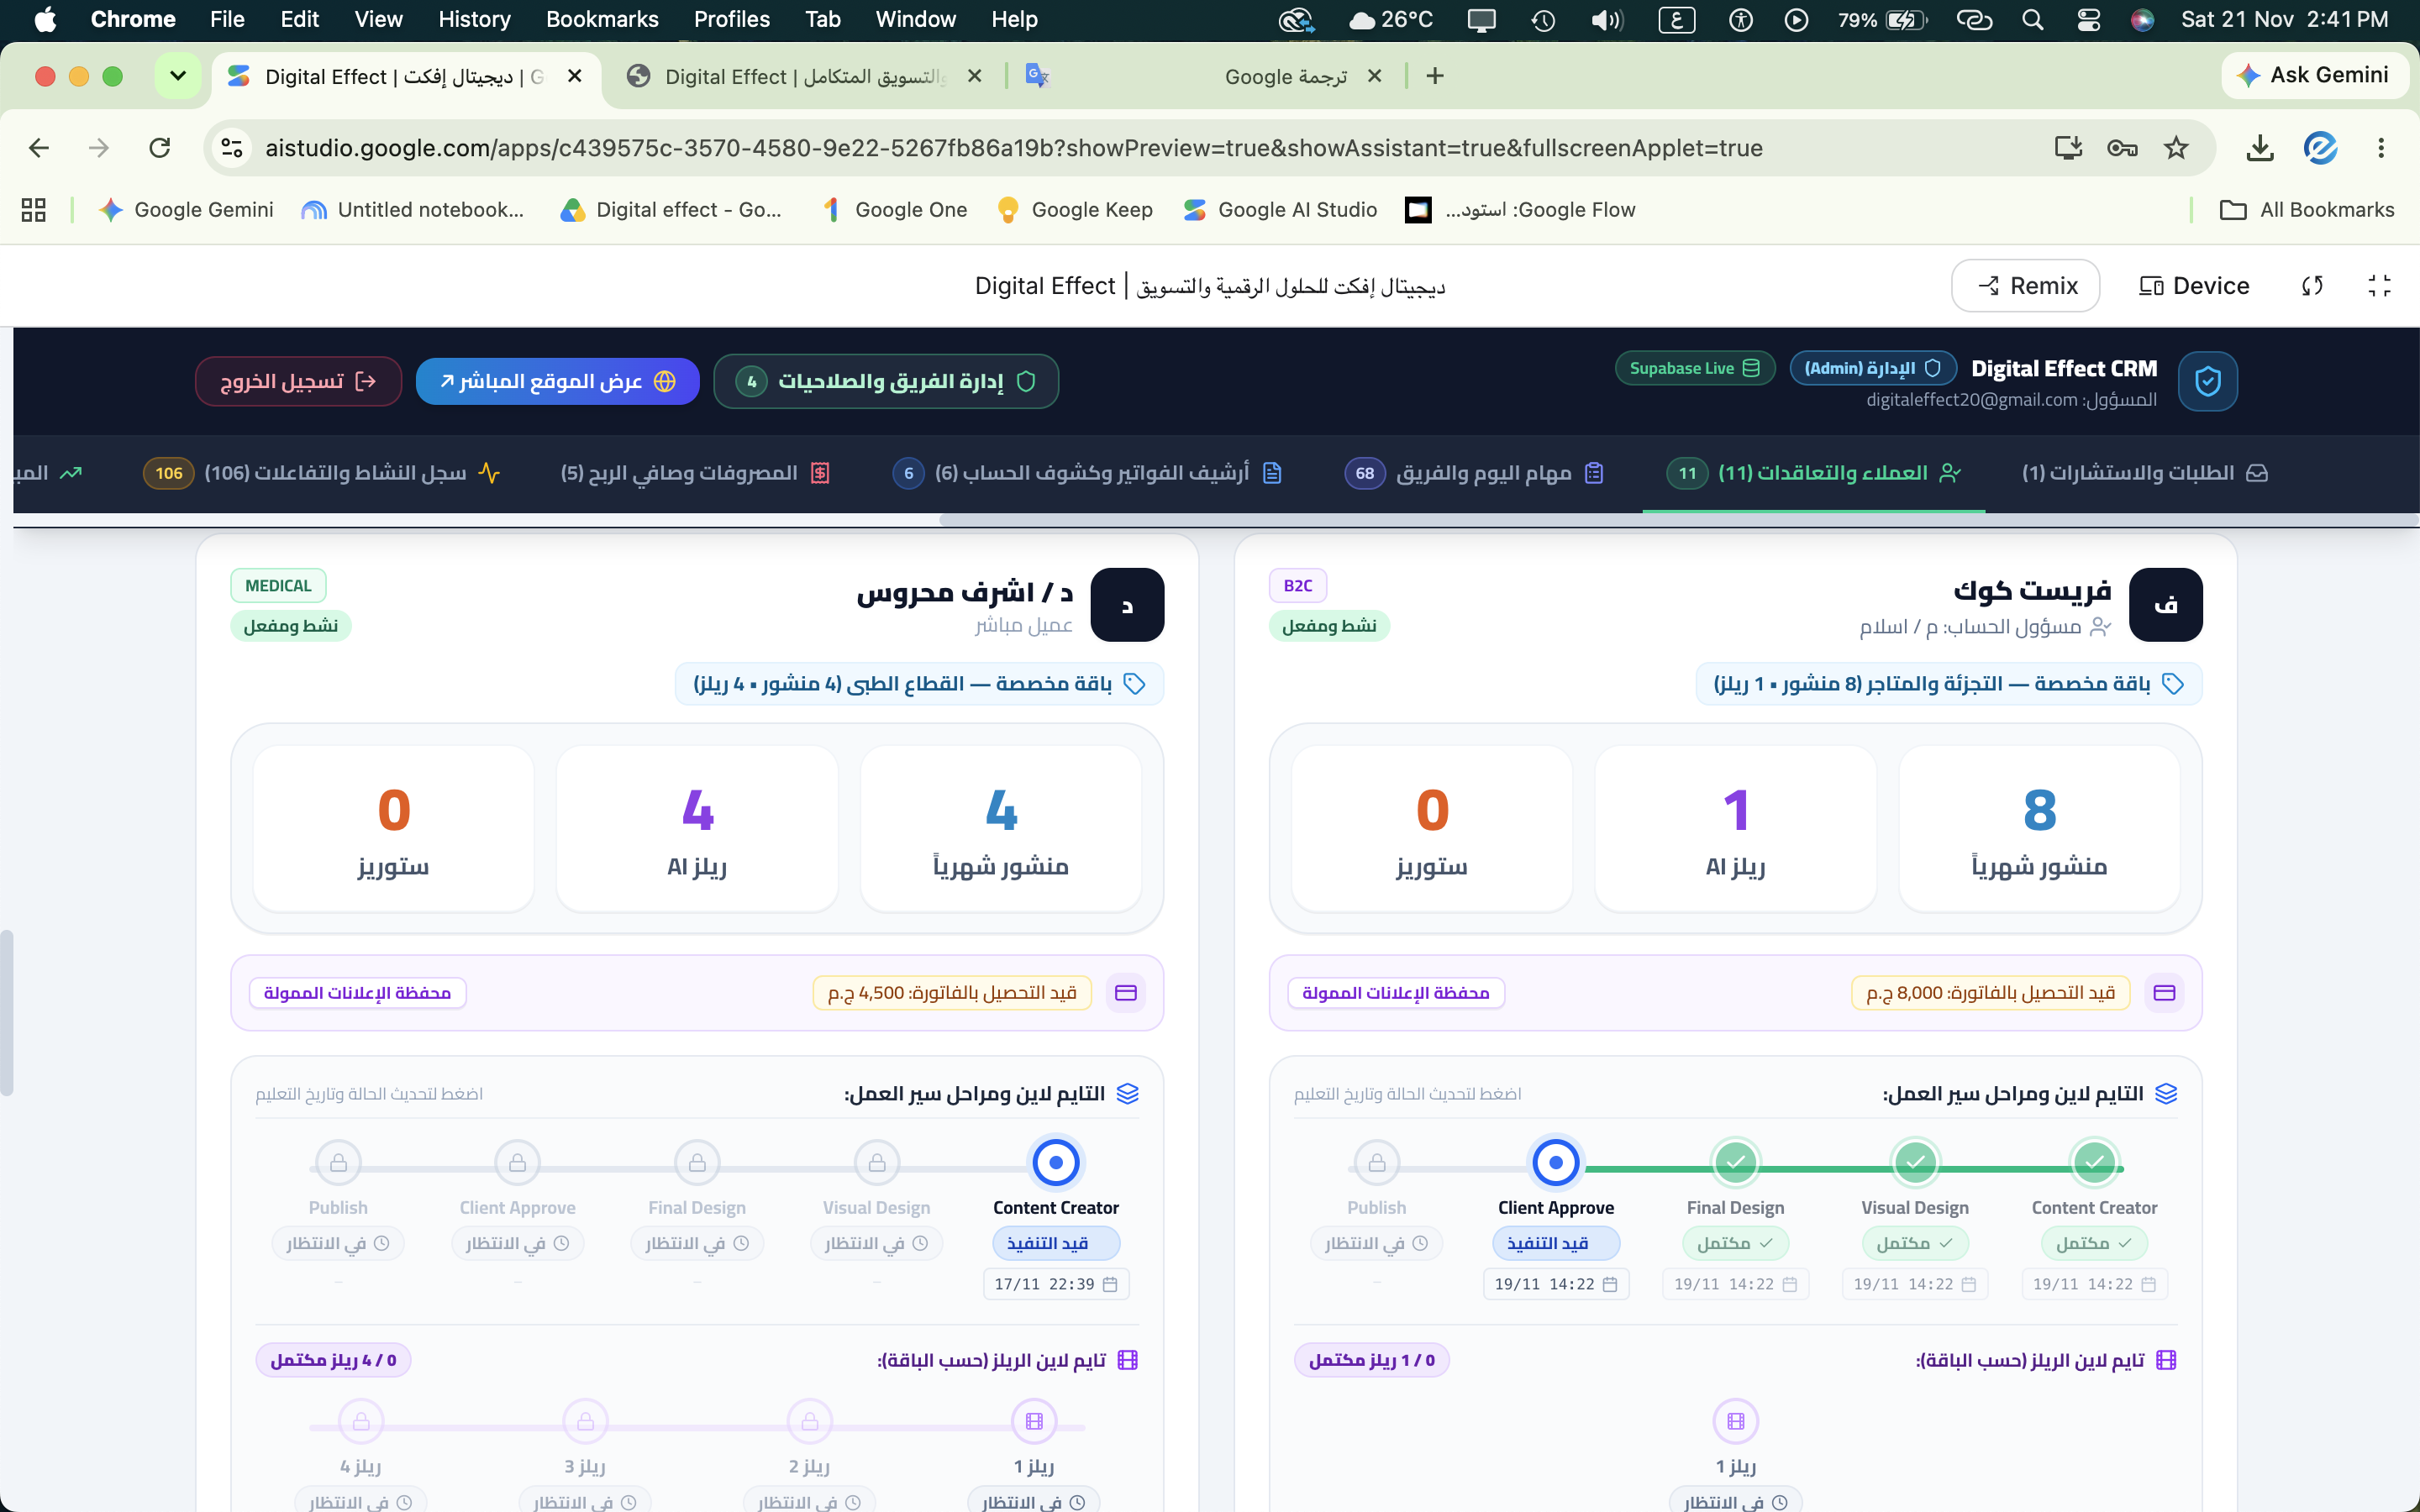 Chrome File Edit View History Bookmarks Profiles Tab Window Help 26°C ع 79% Sat 21 Nov 2:41 PM
Digital Effect | ديجيتال إفكت | G
Digital Effect | والتسويق المتكامل
ترجمة Google
Ask Gemini
aistudio.google.com/apps/c439575c-3570-4580-9e22-5267fb86a19b?showPreview=true&showAssistant=true&fullscreenApplet=true
Google Gemini
Untitled notebook...
Digital effect - Go...
Google One
Google Keep
Google AI Studio
Google Flow: استود...
All Bookmarks
Digital Effect | ديجيتال إفكت للحلول الرقمية والتسويق
Remix
Device
Digital Effect CRM
الإدارة (Admin)
Supabase Live
المسؤول: digitaleffect20@gmail.com
إدارة الفريق والصلاحيات 4
عرض الموقع المباشر ↗
تسجيل الخروج
الطلبات والاستشارات (1)
العملاء والتعاقدات (11) 11
مهام اليوم والفريق 68
أرشيف الفواتير وكشوف الحساب (6) 6
المصروفات وصافي الربح (5)
سجل النشاط والتفاعلات (106) 106
ف
فريست كوك
مسؤول الحساب: م / اسلام
B2C
نشط ومفعل
باقة مخصصة — التجزئة والمتاجر (8 منشور • 1 ريلز)
8
منشور شهرياً
1
ريلز AI
0
ستوريز
قيد التحصيل بالفاتورة: 8,000 ج.م
محفظة الإعلانات الممولة
التايم لاين ومراحل سير العمل:
اضغط لتحديث الحالة وتاريخ التعليم
Content Creator
مكتمل
19/11 14:22
Visual Design
مكتمل
19/11 14:22
Final Design
مكتمل
19/11 14:22
Client Approve
قيد التنفيذ
19/11 14:22
Publish
في الانتظار
–
تايم لاين الريلز (حسب الباقة):
0 / 1 ريلز مكتمل
ريلز 1
في الانتظار
د
د / اشرف محروس
عميل مباشر
MEDICAL
نشط ومفعل
باقة مخصصة — القطاع الطبي (4 منشور • 4 ريلز)
4
منشور شهرياً
4
ريلز AI
0
ستوريز
قيد التحصيل بالفاتورة: 4,500 ج.م
محفظة الإعلانات الممولة
التايم لاين ومراحل سير العمل:
اضغط لتحديث الحالة وتاريخ التعليم
Content Creator
قيد التنفيذ
17/11 22:39
Visual Design
في الانتظار
–
Final Design
في الانتظار
–
Client Approve
في الانتظار
–
Publish
في الانتظار
–
تايم لاين الريلز (حسب الباقة):
0 / 4 ريلز مكتمل
ريلز 1
في الانتظار
ريلز 2
في الانتظار
ريلز 3
في الانتظار
ريلز 4
في الانتظار